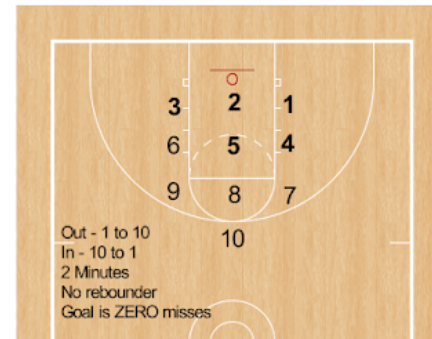 3 2 1
6 5 4
9 8 7
10
Out - 1 to 10
In - 10 to 1
2 Minutes
No rebounder
Goal is ZERO misses